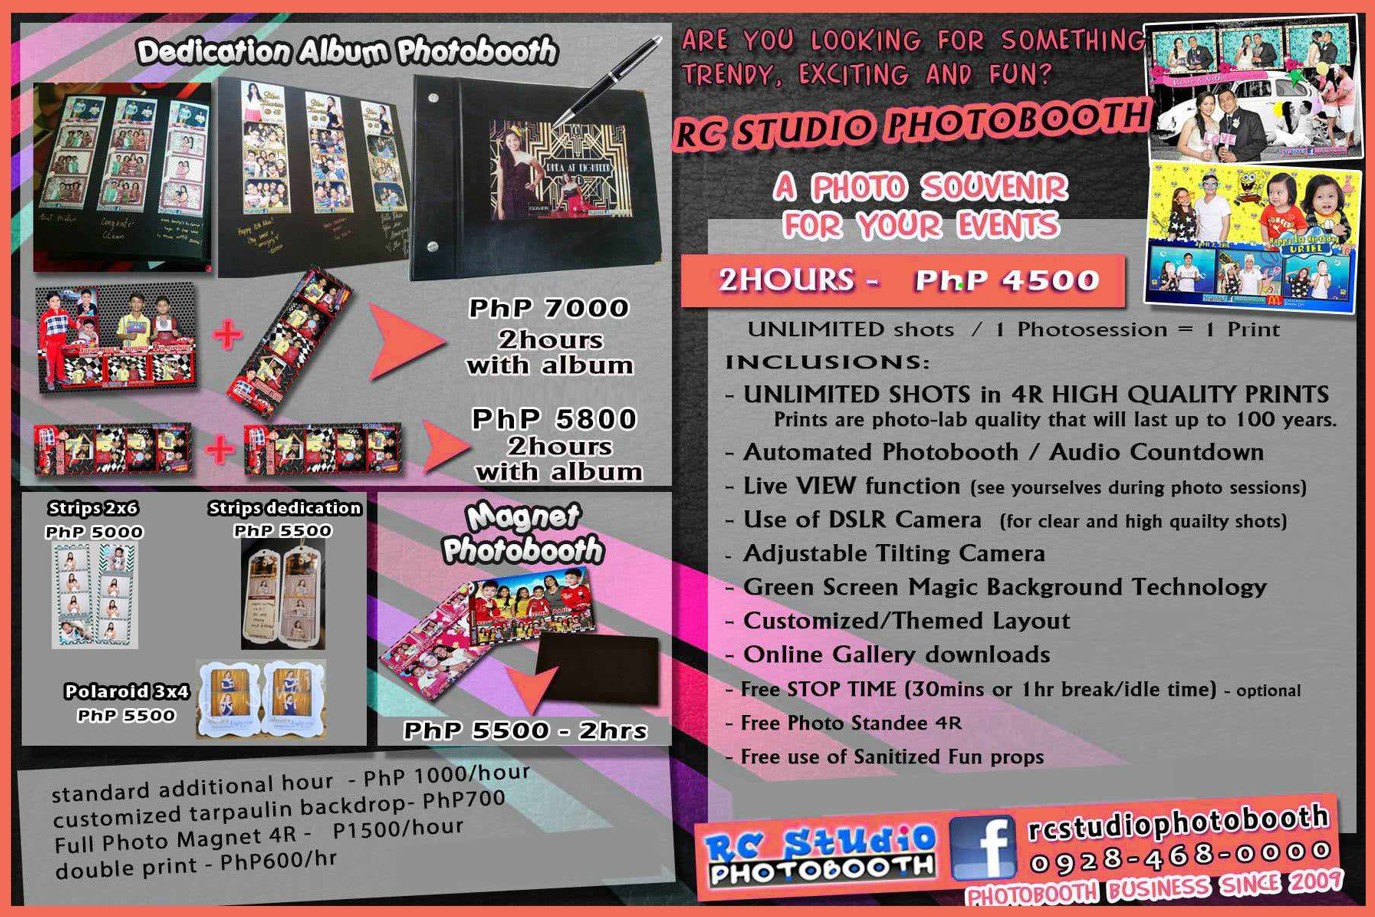 Dedication Album Photobooth
PhP 7000
2hours
with album
PhP 5800
2hours
with album
Strips 2x6
PhP 5000
Strips dedication
PhP 5500
Polaroid 3x4
PhP 5500
Magnet
Photobooth
PhP 5500 - 2hrs
standard additional hour - PhP 1000/hour
customized tarpaulin backdrop- PhP700
Full Photo Magnet 4R - P1500/hour
double print - PhP600/hr
ARE YOU LOOKING FOR SOMETHING
TRENDY, EXCITING AND FUN?
RC STUDIO PHOTOBOOTH
A PHOTO SOUVENIR
FOR YOUR EVENTS
2HOURS - PhP 4500
UNLIMITED shots / 1 Photosession = 1 Print
INCLUSIONS:
- UNLIMITED SHOTS in 4R HIGH QUALITY PRINTS
Prints are photo-lab quality that will last up to 100 years.
- Automated Photobooth / Audio Countdown
- Live VIEW function (see yourselves during photo sessions)
- Use of DSLR Camera (for clear and high quailty shots)
- Adjustable Tilting Camera
- Green Screen Magic Background Technology
- Customized/Themed Layout
- Online Gallery downloads
- Free STOP TIME (30mins or 1hr break/idle time) - optional
- Free Photo Standee 4R
- Free use of Sanitized Fun props
RC Studio
PHOTOBOOTH
f
rcstudiophotobooth
0928-468-0000
PHOTOBOOTH BUSINESS SINCE 2009
RHEA AT EIGHTEEN
LOVE
URIEL